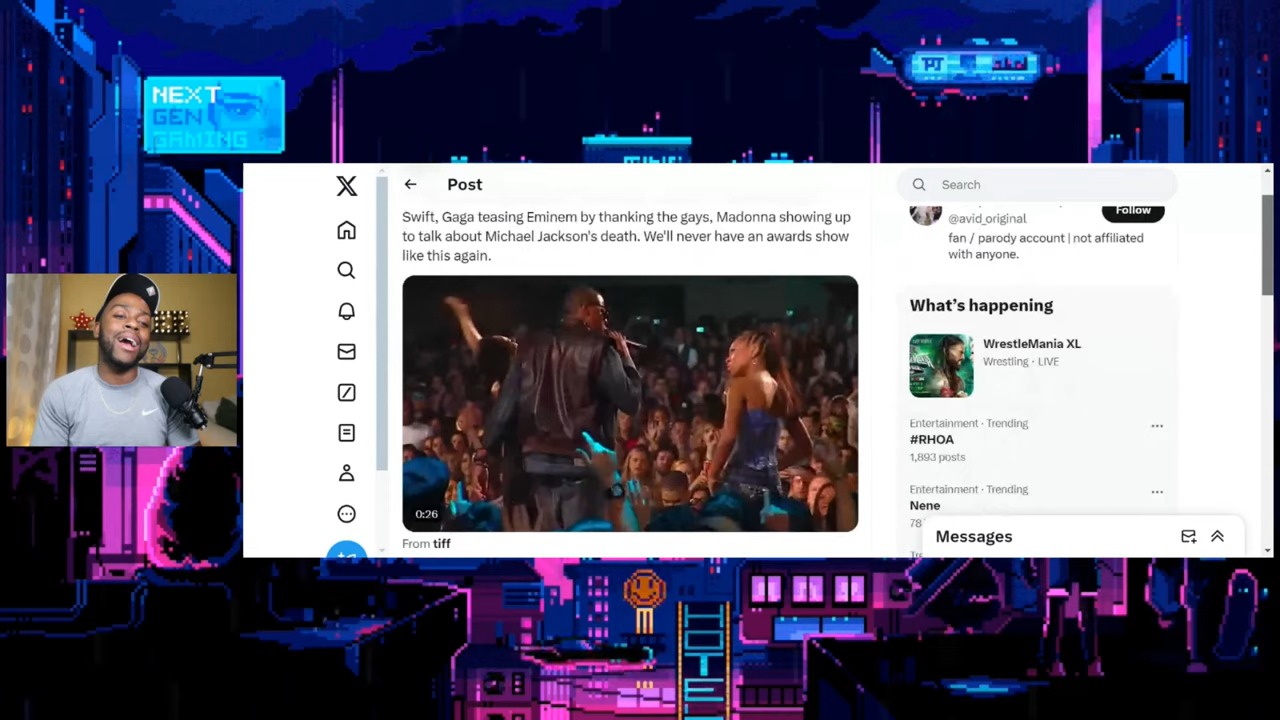 NEXT
GEN
GAMING
Post
Search
Swift, Gaga teasing Eminem by thanking the gays, Madonna showing up
to talk about Michael Jackson's death. We'll never have an awards show
like this again.
0:26
From tiff
@avid_original
Follow
fan / parody account | not affiliated
with anyone.
What's happening
WrestleMania XL
Wrestling · LIVE
Entertainment · Trending
#RHOA
1,893 posts
Entertainment · Trending
Nene
78
Messages
HOTE